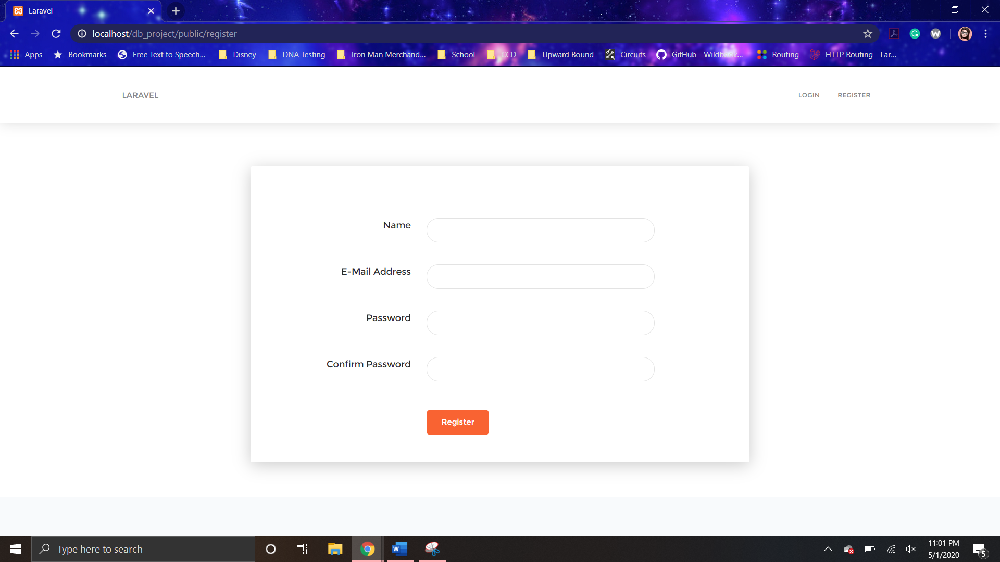 Laravel
localhost/db_project/public/register
Apps Bookmarks Free Text to Speech... Disney DNA Testing Iron Man Merchand... School CCD Upward Bound Circuits GitHub - Wildbook... Routing HTTP Routing - Lar...
LARAVEL LOGIN REGISTER
Name
E-Mail Address
Password
Confirm Password
Register
Type here to search
11:01 PM
5/1/2020
5